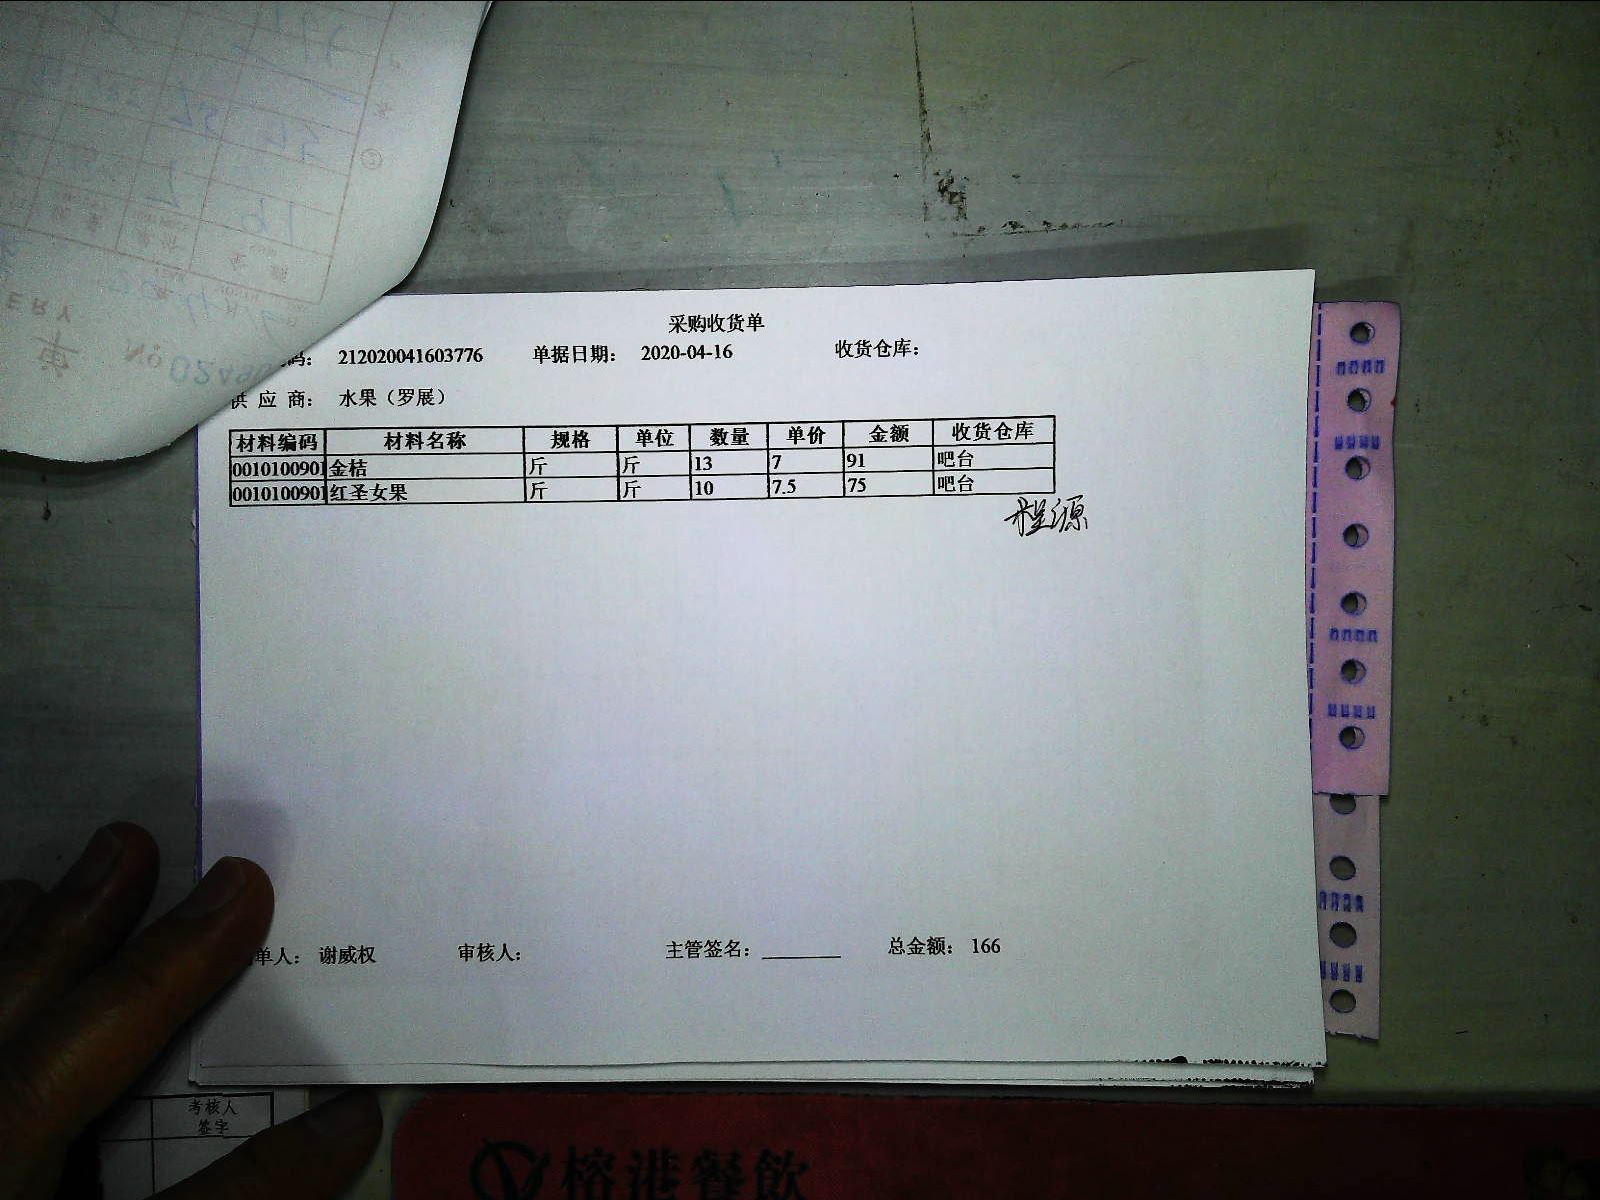 采购收货单
码： 212020041603776 单据日期： 2020-04-16 收货仓库：
供 应 商： 水果（罗展）
材料编码 材料名称 规格 单位 数量 单价 金额 收货仓库
0010100901 金桔 斤 斤 13 7 91 吧台
0010100901 红圣女果 斤 斤 10 7.5 75 吧台
程源
单人： 谢威权 审核人： 主管签名： 总金额： 166
考核人
签字
榕港餐飲